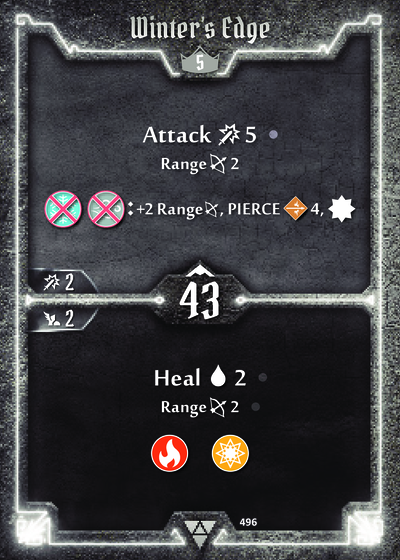 Winter's Edge
5
Attack 5
Range 2
: +2 Range, PIERCE 4,
2
43
2
Heal 2
Range 2
496